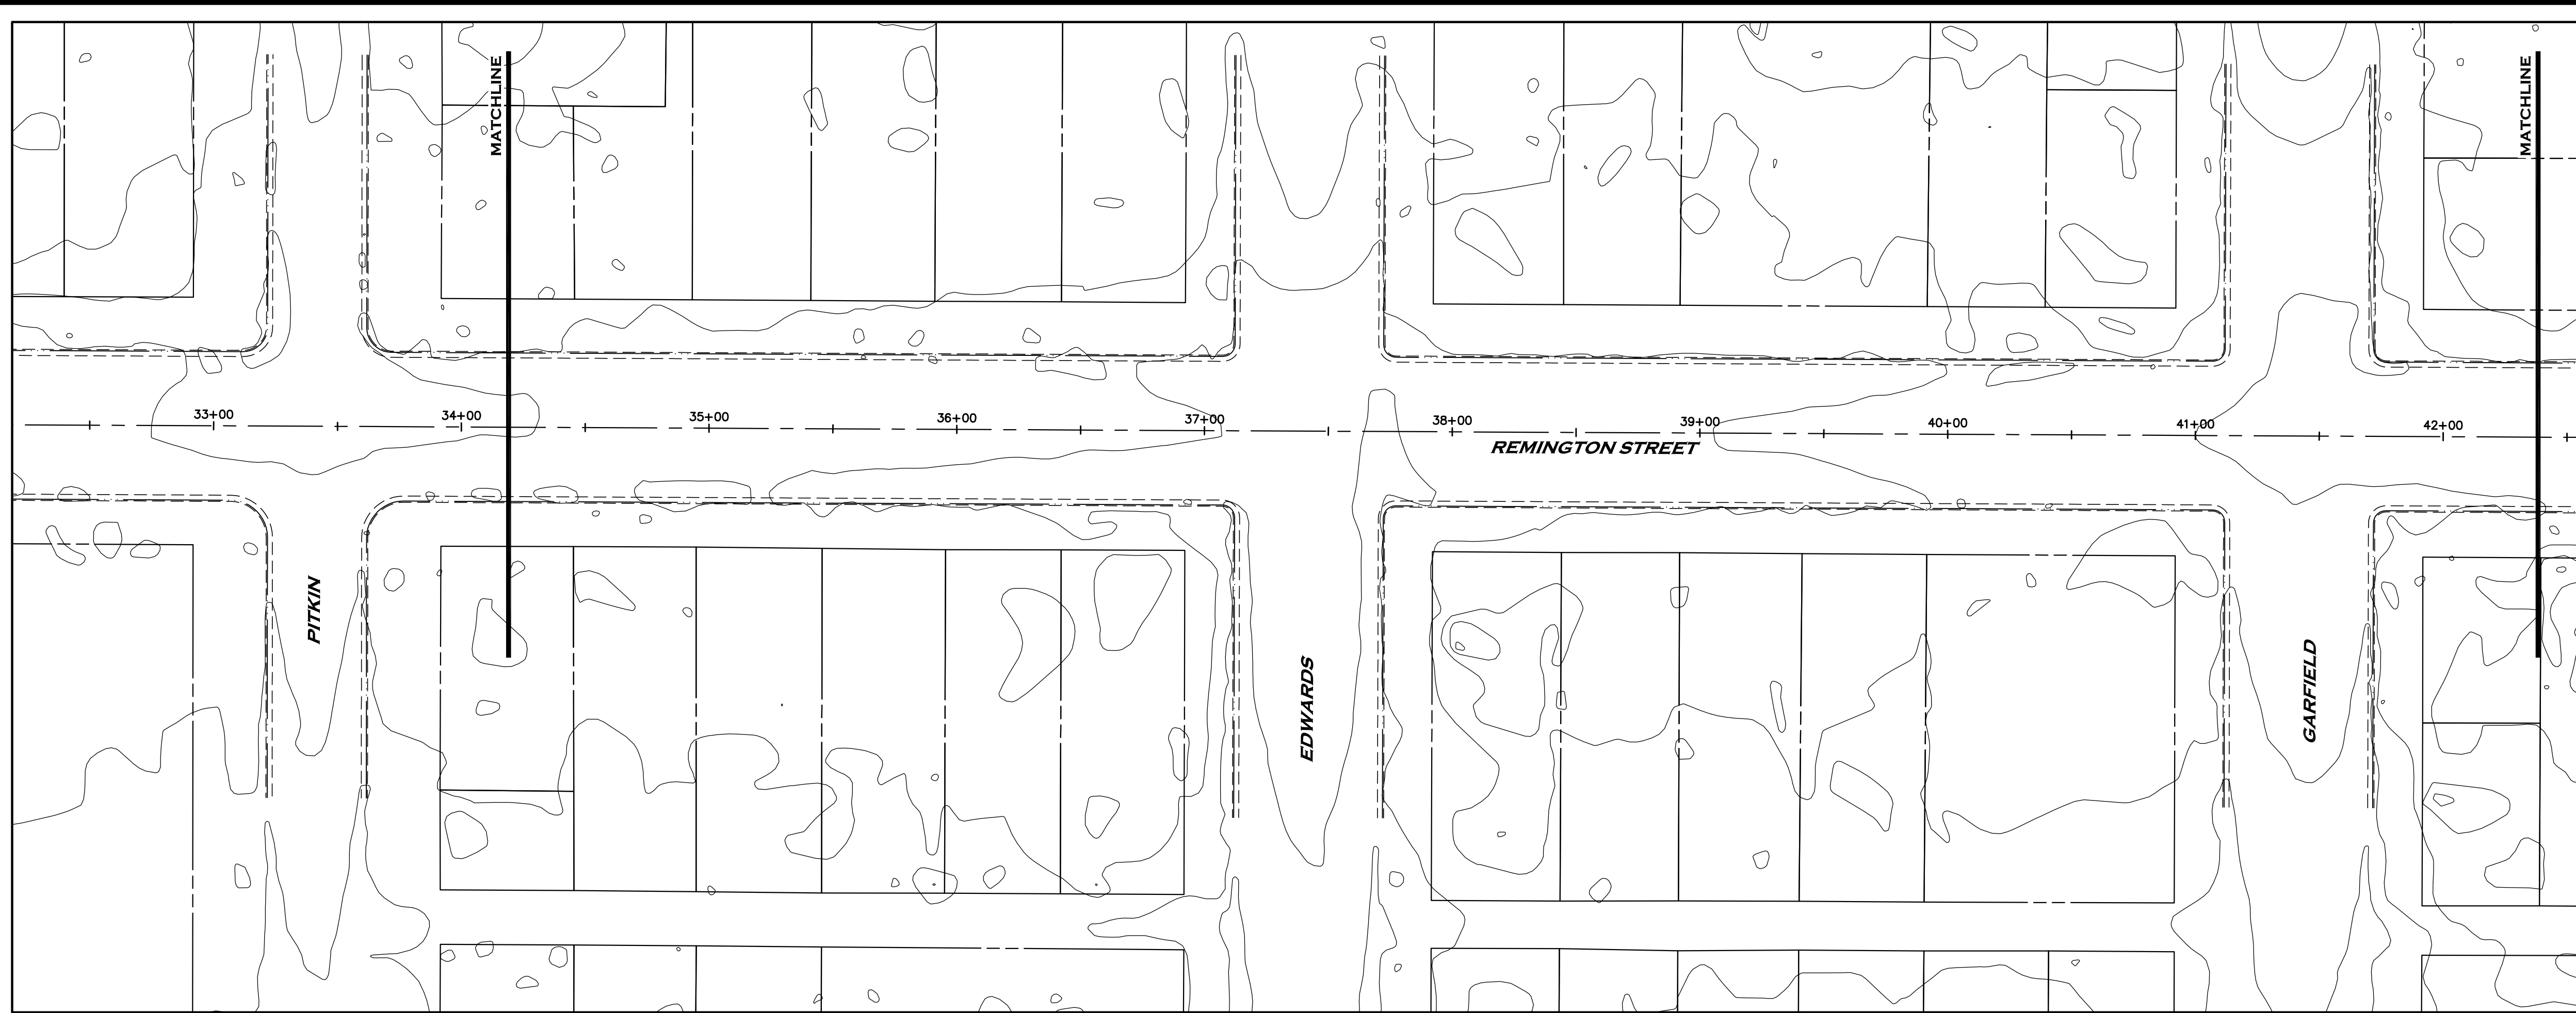 MATCHLINE
MATCHLINE
33+00
34+00
35+00
36+00
37+00
38+00
39+00
40+00
41+00
42+00
REMINGTON STREET
PITKIN
EDWARDS
GARFIELD